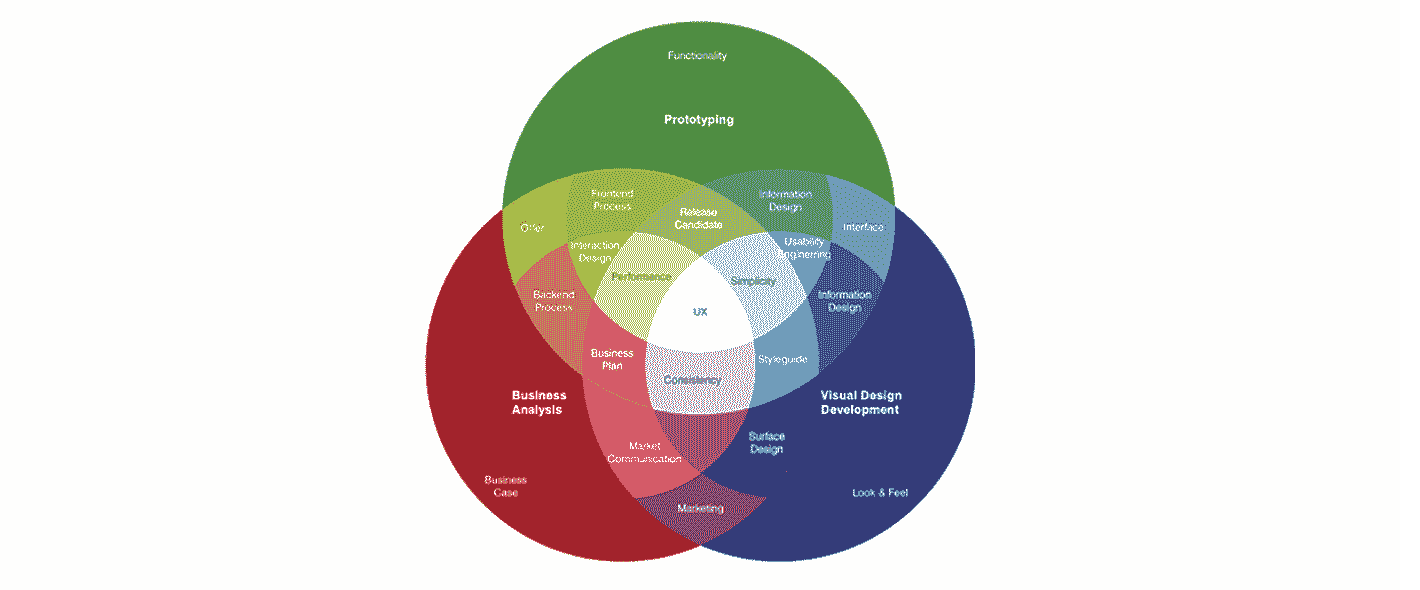 Functionality
Prototyping
Frontend
Process
Information
Design
Release
Candidate
Offer
Interface
Interaction
Design
Usability
Enginerring
Performance
Simplicity
Backend
Process
Information
Design
UX
Business
Plan
Styleguide
Consistency
Business
Analysis
Visual Design
Development
Market
Communication
Surface
Design
Business
Case
Look & Feel
Marketing